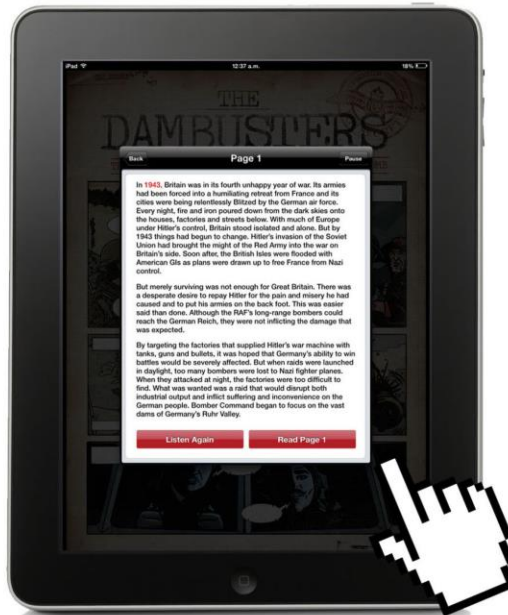 iPad 12:37 a.m. 18%
THE
DAMBUSTERS
Back Page 1 Pause
In 1943, Britain was in its fourth unhappy year of war. Its armies
had been forced into a humiliating retreat from France and its
cities were being relentlessly Blitzed by the German air force.
Every night, fire and iron poured down from the dark skies onto
the houses, factories and streets below. With much of Europe
under Hitler's control, Britain stood isolated and alone. But by
1943 things had begun to change. Hitler's invasion of the Soviet
Union had brought the might of the Red Army into the war on
Britain's side. Soon after, the British Isles were flooded with
American GIs as plans were drawn up to free France from Nazi
control.
But merely surviving was not enough for Great Britain. There was
a desperate desire to repay Hitler for the pain and misery he had
caused and to put his armies on the back foot. This was easier
said than done. Although the RAF's long-range bombers could
reach the German Reich, they were not inflicting the damage that
was expected.
By targeting the factories that supplied Hitler's war machine with
tanks, guns and bullets, it was hoped that Germany's ability to win
battles would be severely affected. But when raids were launched
in daylight, too many bombers were lost to Nazi fighter planes.
When they attacked at night, the factories were too difficult to
find. What was wanted was a raid that would disrupt both
industrial output and inflict suffering and inconvenience on the
German people. Bomber Command began to focus on the vast
dams of Germany's Ruhr Valley.
Listen Again Read Page 1